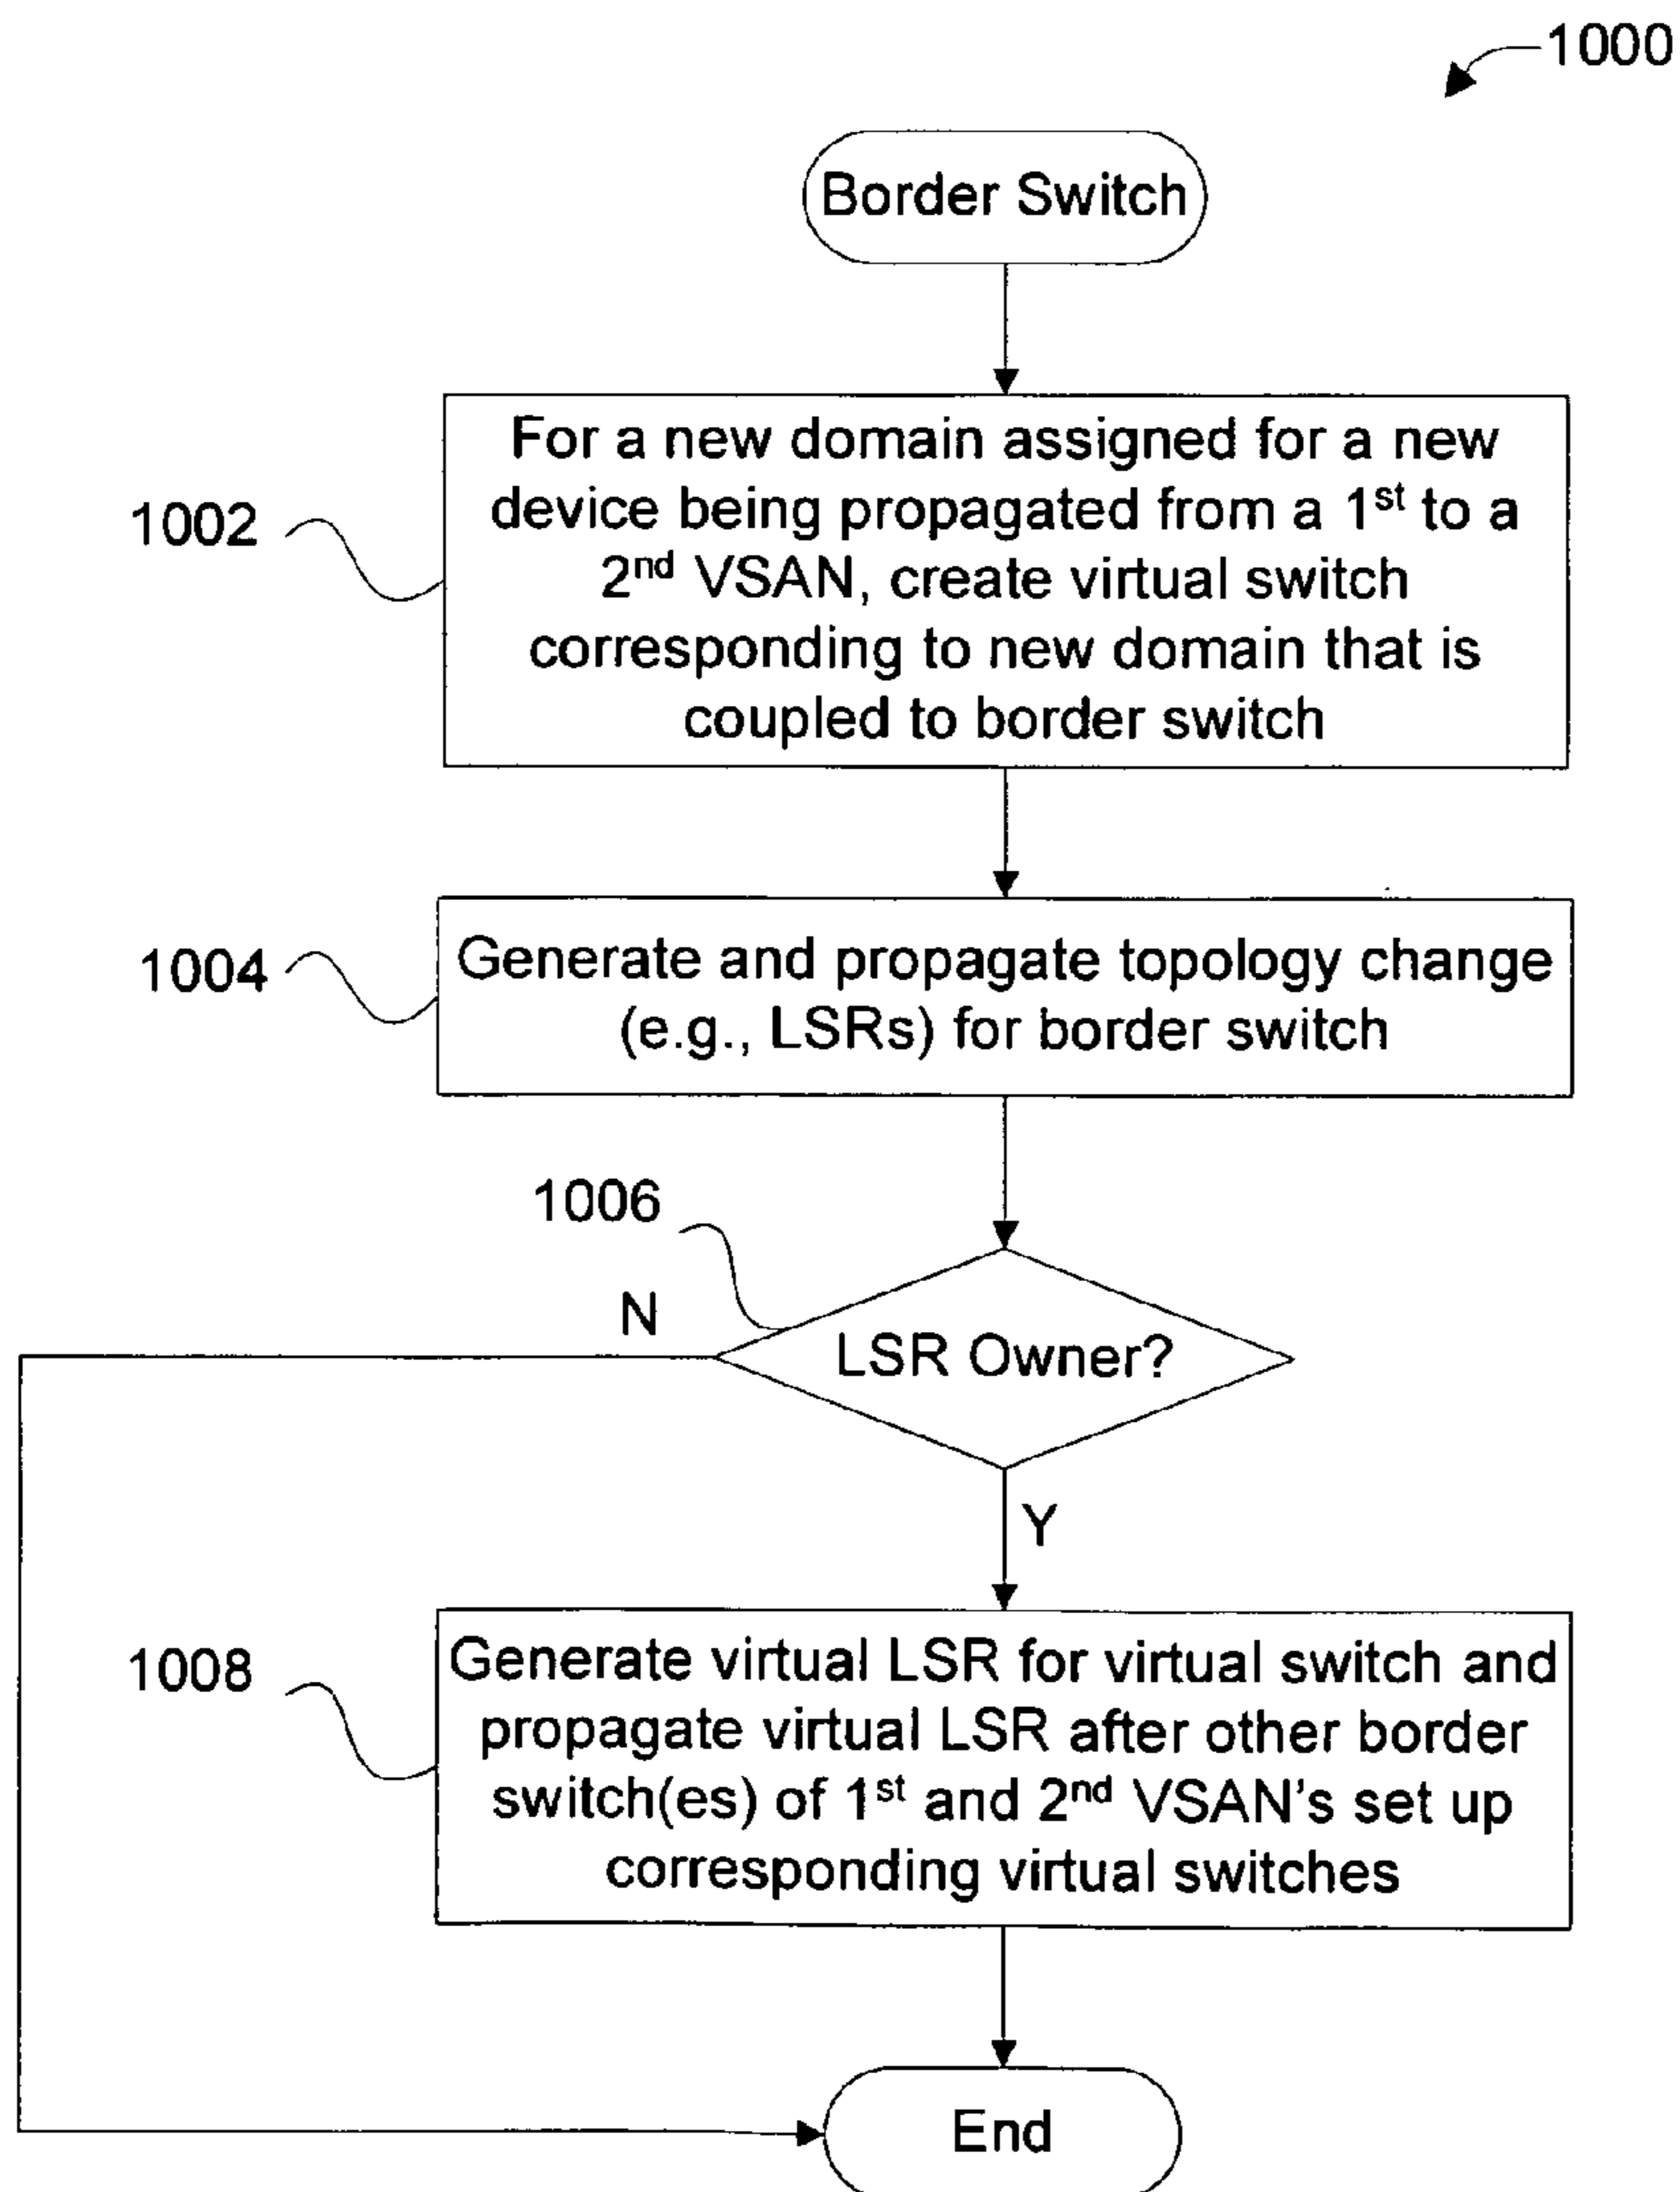 1000
Border Switch
For a new domain assigned for a new
device being propagated from a 1st to a
2nd VSAN, create virtual switch
corresponding to new domain that is
coupled to border switch
1002
Generate and propagate topology change
(e.g., LSRs) for border switch
1004
1006
N
LSR Owner?
Y
1008
Generate virtual LSR for virtual switch and
propagate virtual LSR after other border
switch(es) of 1st and 2nd VSAN's set up
corresponding virtual switches
End